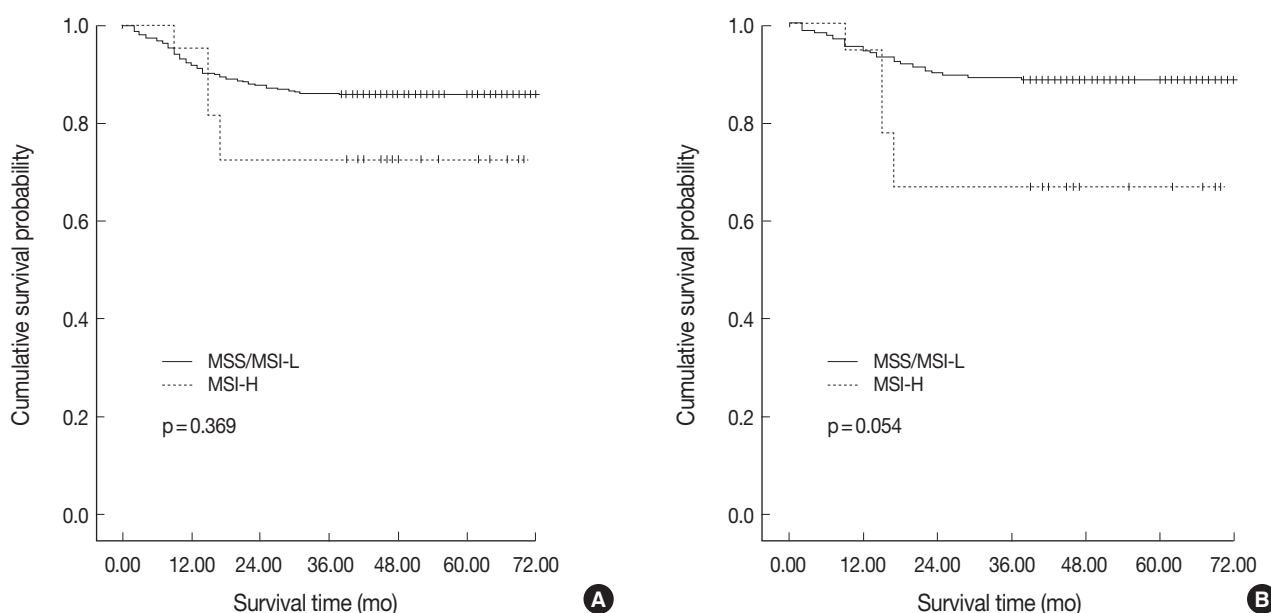 Cumulative survival probability
1.0
0.8
0.6
0.4
0.2
0.0
MSS/MSI-L
MSI-H
p=0.369
0.00 12.00 24.00 36.00 48.00 60.00 72.00
Survival time (mo)
A
Cumulative survival probability
1.0
0.8
0.6
0.4
0.2
0.0
MSS/MSI-L
MSI-H
p=0.054
0.00 12.00 24.00 36.00 48.00 60.00 72.00
Survival time (mo)
B